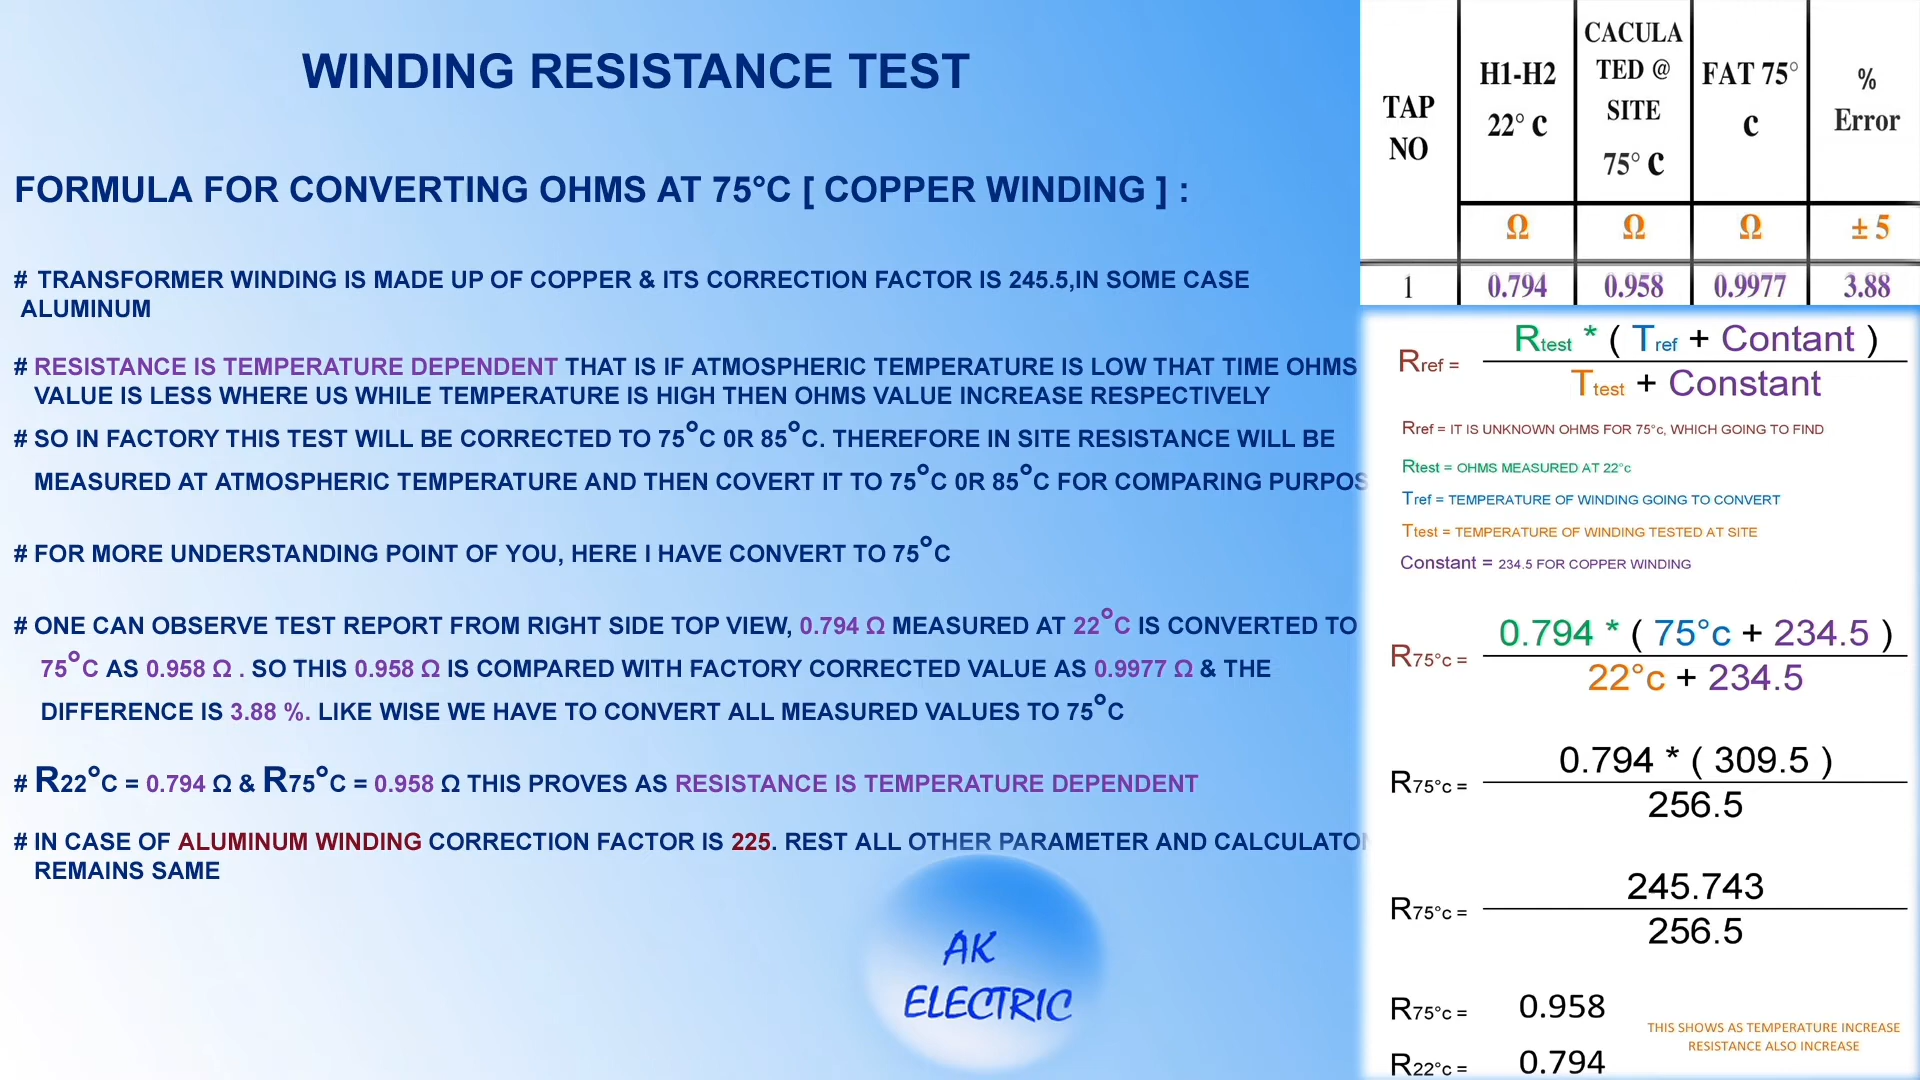 WINDING RESISTANCE TEST
FORMULA FOR CONVERTING OHMS AT 75°C [ COPPER WINDING ] :
# TRANSFORMER WINDING IS MADE UP OF COPPER & ITS CORRECTION FACTOR IS 245.5,IN SOME CASE
ALUMINUM
# RESISTANCE IS TEMPERATURE DEPENDENT THAT IS IF ATMOSPHERIC TEMPERATURE IS LOW THAT TIME OHMS
VALUE IS LESS WHERE US WHILE TEMPERATURE IS HIGH THEN OHMS VALUE INCREASE RESPECTIVELY
# SO IN FACTORY THIS TEST WILL BE CORRECTED TO 75°C 0R 85°C. THEREFORE IN SITE RESISTANCE WILL BE
MEASURED AT ATMOSPHERIC TEMPERATURE AND THEN COVERT IT TO 75°C 0R 85°C FOR COMPARING PURPOS
# FOR MORE UNDERSTANDING POINT OF YOU, HERE I HAVE CONVERT TO 75°C
# ONE CAN OBSERVE TEST REPORT FROM RIGHT SIDE TOP VIEW, 0.794 Ω MEASURED AT 22°C IS CONVERTED TO
75°C AS 0.958 Ω . SO THIS 0.958 Ω IS COMPARED WITH FACTORY CORRECTED VALUE AS 0.9977 Ω & THE
DIFFERENCE IS 3.88 %. LIKE WISE WE HAVE TO CONVERT ALL MEASURED VALUES TO 75°C
# R22°C = 0.794 Ω & R75°C = 0.958 Ω THIS PROVES AS RESISTANCE IS TEMPERATURE DEPENDENT
# IN CASE OF ALUMINUM WINDING CORRECTION FACTOR IS 225. REST ALL OTHER PARAMETER AND CALCULATON
REMAINS SAME
AK
ELECTRIC
TAP
NO
H1-H2
22° c
CACULA
TED @
SITE
75° c
FAT 75°
c
%
Error
Ω Ω Ω ± 5
1 0.794 0.958 0.9977 3.88
Rtest * ( Tref + Contant )
Rref =
Ttest + Constant
Rref = IT IS UNKNOWN OHMS FOR 75°c, WHICH GOING TO FIND
Rtest = OHMS MEASURED AT 22°c
Tref = TEMPERATURE OF WINDING GOING TO CONVERT
Ttest = TEMPERATURE OF WINDING TESTED AT SITE
Constant = 234.5 FOR COPPER WINDING
0.794 * ( 75°c + 234.5 )
R75°c =
22°c + 234.5
0.794 * ( 309.5 )
R75°c =
256.5
245.743
R75°c =
256.5
R75°c = 0.958
THIS SHOWS AS TEMPERATURE INCREASE
RESISTANCE ALSO INCREASE
R22°c = 0.794